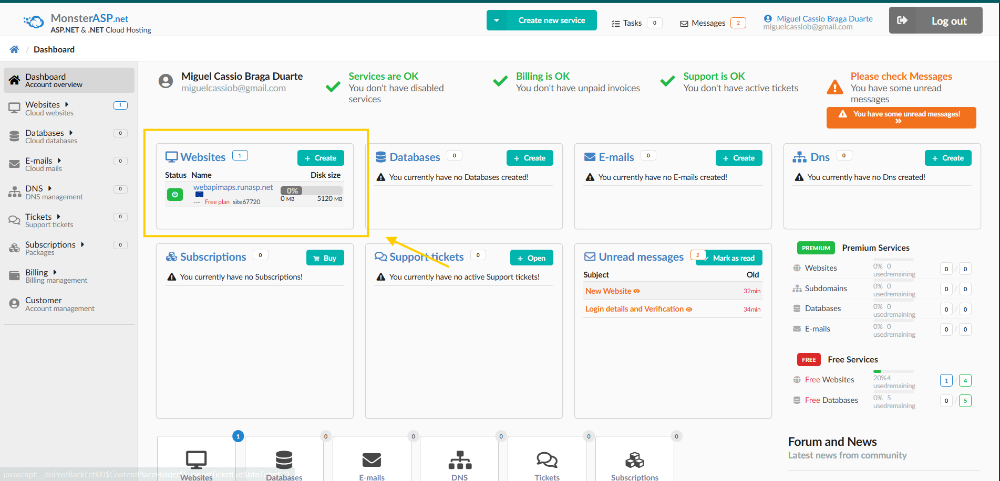 MonsterASP.net
ASP.NET & .NET Cloud Hosting
Create new service
Tasks 0
Messages 2
Miguel Cassio Braga Duarte
miguelcassiob@gmail.com
Log out
/ Dashboard
Dashboard
Account overview
Websites 1
Cloud websites
Databases 0
Cloud databases
E-mails 0
Cloud mails
DNS 0
DNS management
Tickets 0
Support tickets
Subscriptions 0
Packages
Billing
Billing management
Customer
Account management
Miguel Cassio Braga Duarte
miguelcassiob@gmail.com
Services are OK
You don't have disabled
services
Billing is OK
You don't have unpaid invoices
Support is OK
You don't have active tickets
Please check Messages
You have some unread
messages
You have some unread messages!
Websites 1
+ Create
Status Name Disk size
webapimaps.runasp.net
0%
0 MB 5120 MB
--- Free plan site67720
Databases 0
+ Create
You currently have no Databases created!
E-mails 0
+ Create
You currently have no E-mails created!
Dns 0
+ Create
You currently have no Dns created!
Subscriptions 0
Buy
You currently have no Subscriptions!
Support tickets 0
+ Open
You currently have no active Support tickets!
Unread messages 2
Mark as read
Subject Old
New Website 32min
Login details and Verification 34min
PREMIUM Premium Services
Websites 0% 0 usedremaining 0 / 0
Subdomains 0% 0 usedremaining 0 / 0
Databases 0% 0 usedremaining 0 / 0
E-mails 0% 0 usedremaining 0 / 0
FREE Free Services
Free Websites 20%4 usedremaining 1 / 4
Free Databases 0% 5 usedremaining 0 / 5
Forum and News
Latest news from community
1
Websites
0
Databases
0
E-mails
0
DNS
0
Tickets
0
Subscriptions
javascript:__doPostBack('ctl00$ContentPlaceHolder$SupportTicketList$btnTicket','')